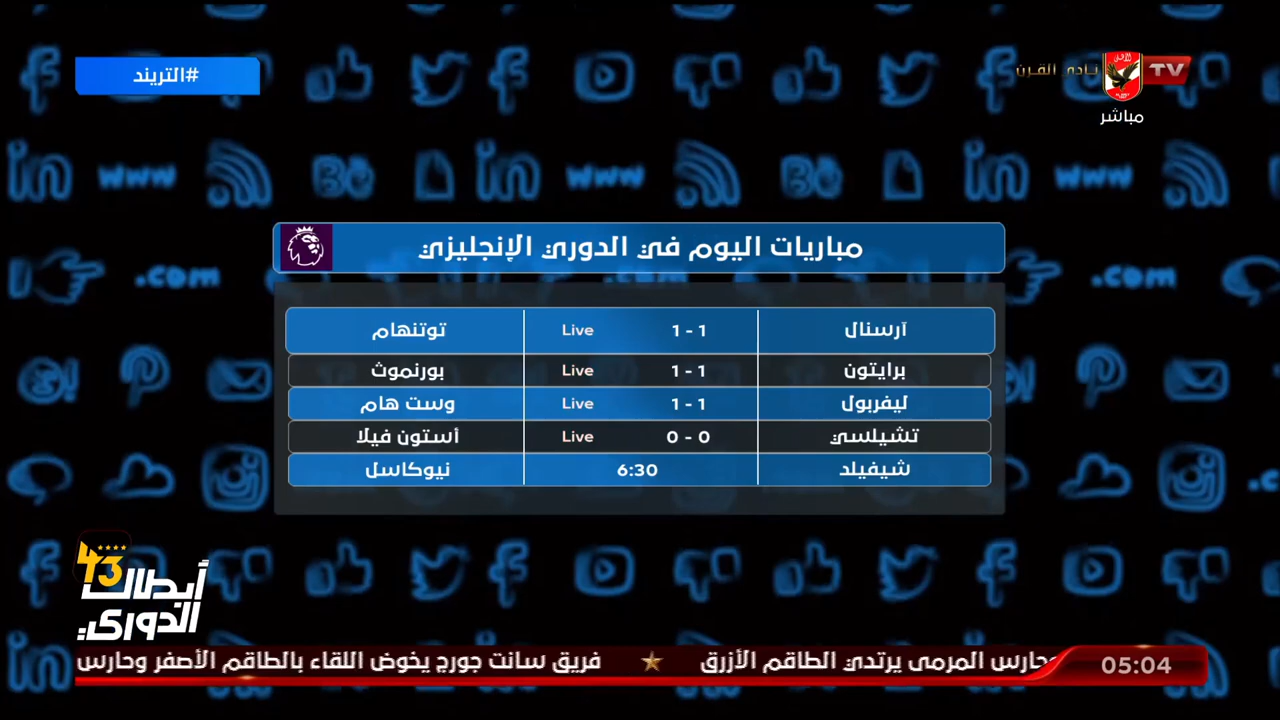 #التريند
نادي القرن
TV
مباشر
مباريات اليوم في الدوري الإنجليزي
آرسنال 1 - 1 Live توتنهام
برايتون 1 - 1 Live بورنموث
ليفربول 1 - 1 Live وست هام
تشيلسي 0 - 0 Live أستون فيلا
شيفيلد 6:30 نيوكاسل
43
أبطال
الدوري
وحارس المرمى يرتدي الطاقم الأزرق ★ فريق سانت جورج يخوض اللقاء بالطاقم الأصفر وحارس
05:04